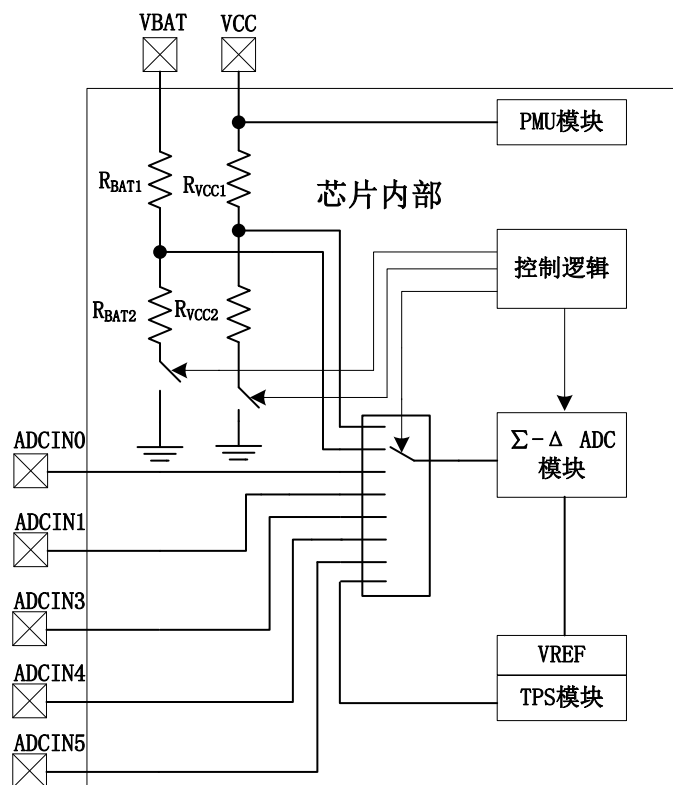 VBAT
VCC
PMU模块
RBAT1
RVCC1
芯片内部
控制逻辑
RBAT2
RVCC2
ADCIN0
Σ-Δ ADC
模块
ADCIN1
ADCIN3
VREF
ADCIN4
TPS模块
ADCIN5